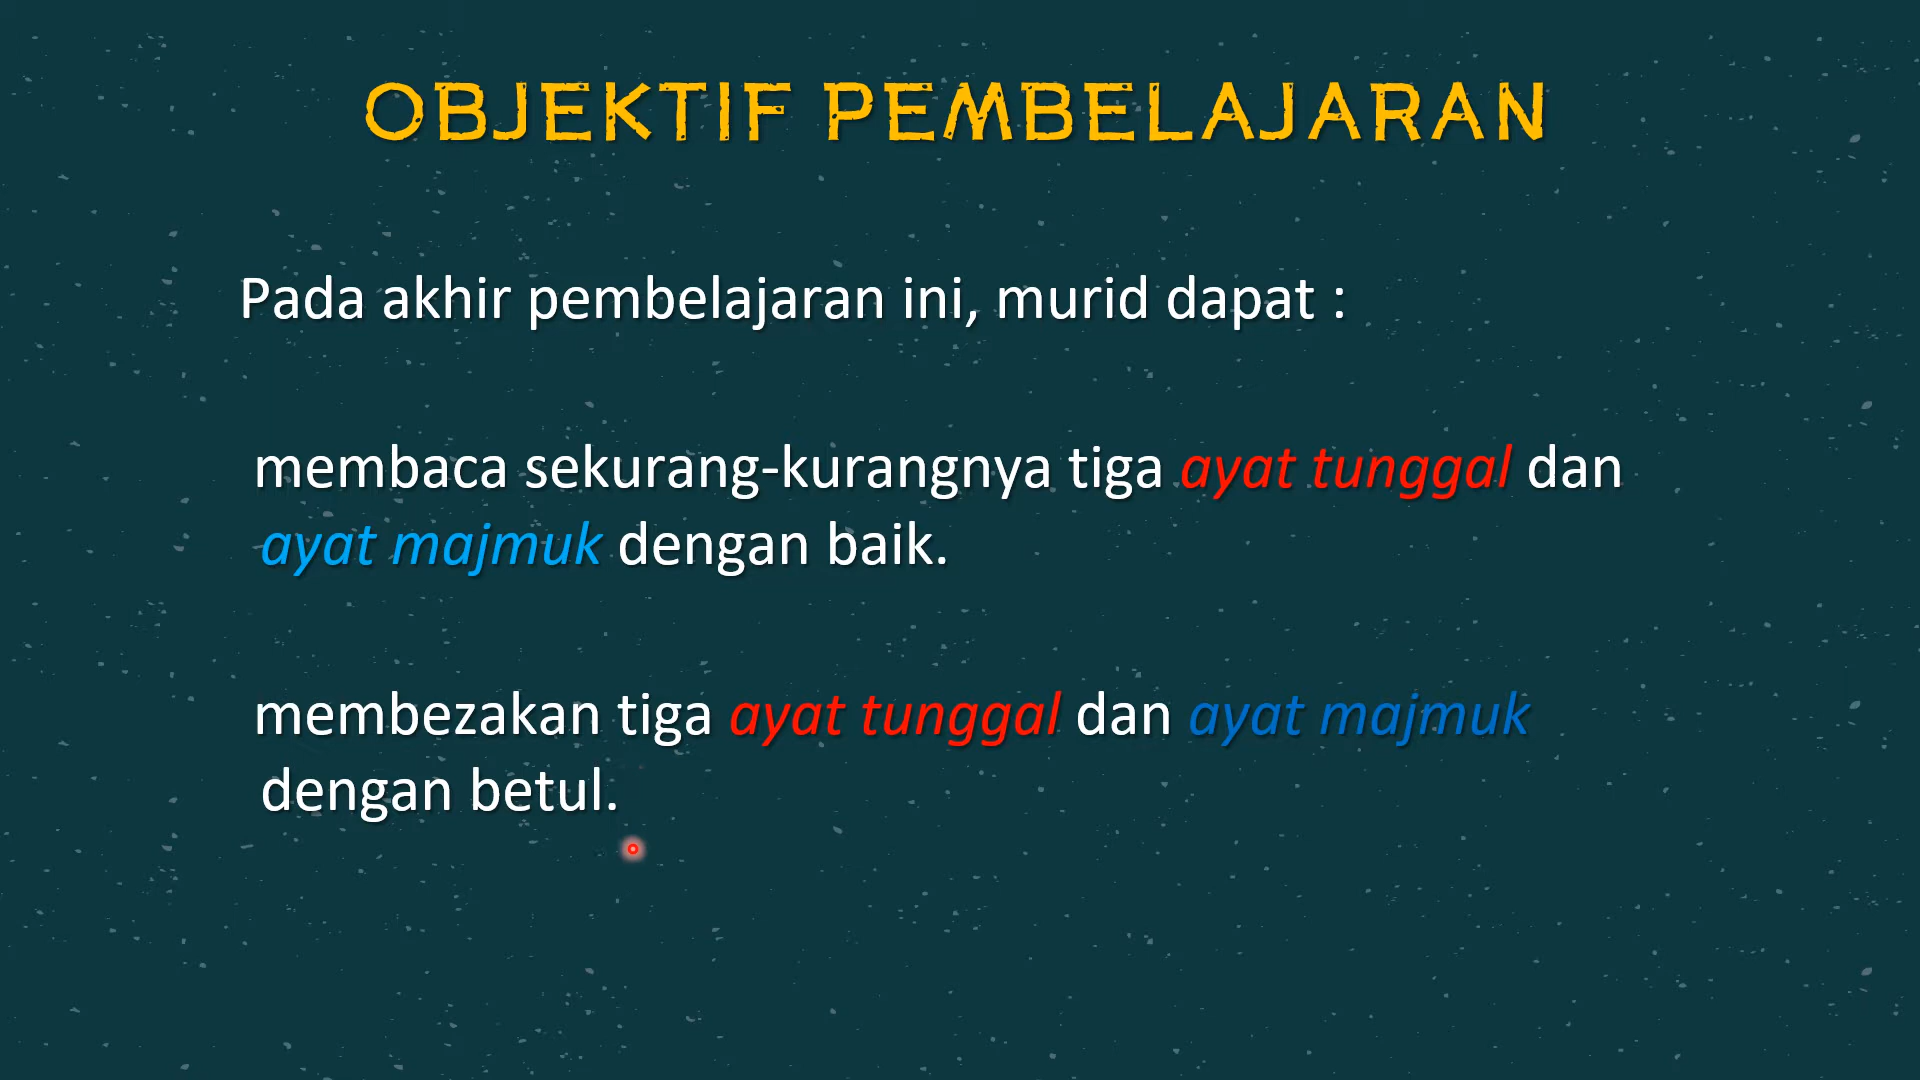 OBJEKTIF PEMBELAJARAN
Pada akhir pembelajaran ini, murid dapat :
membaca sekurang-kurangnya tiga ayat tunggal dan
ayat majmuk dengan baik.
membezakan tiga ayat tunggal dan ayat majmuk
dengan betul.